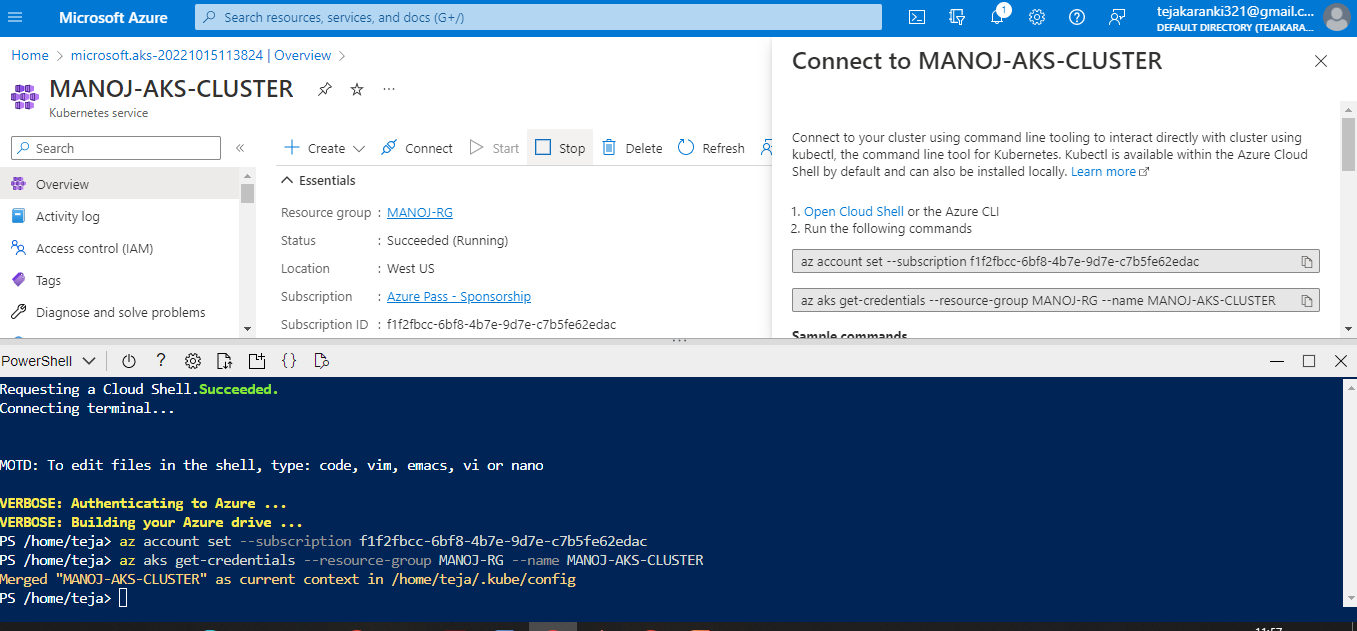 Microsoft Azure
Search resources, services, and docs (G+/)
1
tejakaranki321@gmail.c...
DEFAULT DIRECTORY (TEJAKARA...
Home > microsoft.aks-20221015113824 | Overview >
MANOJ-AKS-CLUSTER
...
Kubernetes service
Search
«
Overview
Activity log
Access control (IAM)
Tags
Diagnose and solve problems
Create
Connect
Start
Stop
Delete
Refresh
Essentials
Resource group : MANOJ-RG
Status : Succeeded (Running)
Location : West US
Subscription : Azure Pass - Sponsorship
Subscription ID : f1f2fbcc-6bf8-4b7e-9d7e-c7b5fe62edac
Connect to MANOJ-AKS-CLUSTER
Connect to your cluster using command line tooling to interact directly with cluster using
kubectl, the command line tool for Kubernetes. Kubectl is available within the Azure Cloud
Shell by default and can also be installed locally. Learn more
1. Open Cloud Shell or the Azure CLI
2. Run the following commands
az account set --subscription f1f2fbcc-6bf8-4b7e-9d7e-c7b5fe62edac
az aks get-credentials --resource-group MANOJ-RG --name MANOJ-AKS-CLUSTER
Sample commands
PowerShell
?
{}
Requesting a Cloud Shell.Succeeded.
Connecting terminal...
MOTD: To edit files in the shell, type: code, vim, emacs, vi or nano
VERBOSE: Authenticating to Azure ...
VERBOSE: Building your Azure drive ...
PS /home/teja> az account set --subscription f1f2fbcc-6bf8-4b7e-9d7e-c7b5fe62edac
PS /home/teja> az aks get-credentials --resource-group MANOJ-RG --name MANOJ-AKS-CLUSTER
Merged "MANOJ-AKS-CLUSTER" as current context in /home/teja/.kube/config
PS /home/teja>
11:57